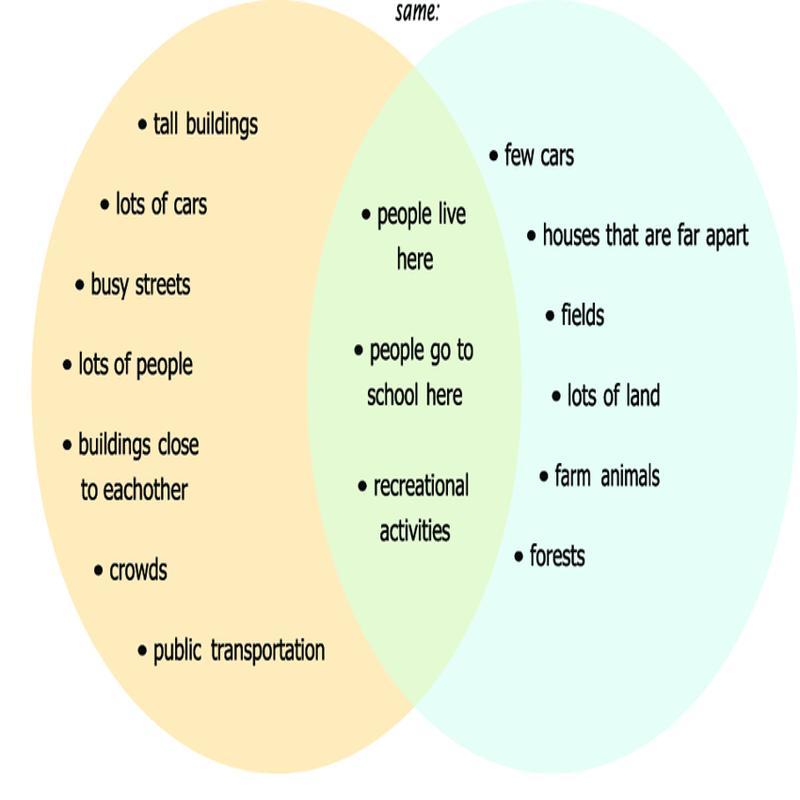 same:
• tall buildings
• lots of cars
• busy streets
• lots of people
• buildings close
to eachother
• crowds
• public transportation
• people live
here
• people go to
school here
• recreational
activities
• few cars
• houses that are far apart
• fields
• lots of land
• farm animals
• forests